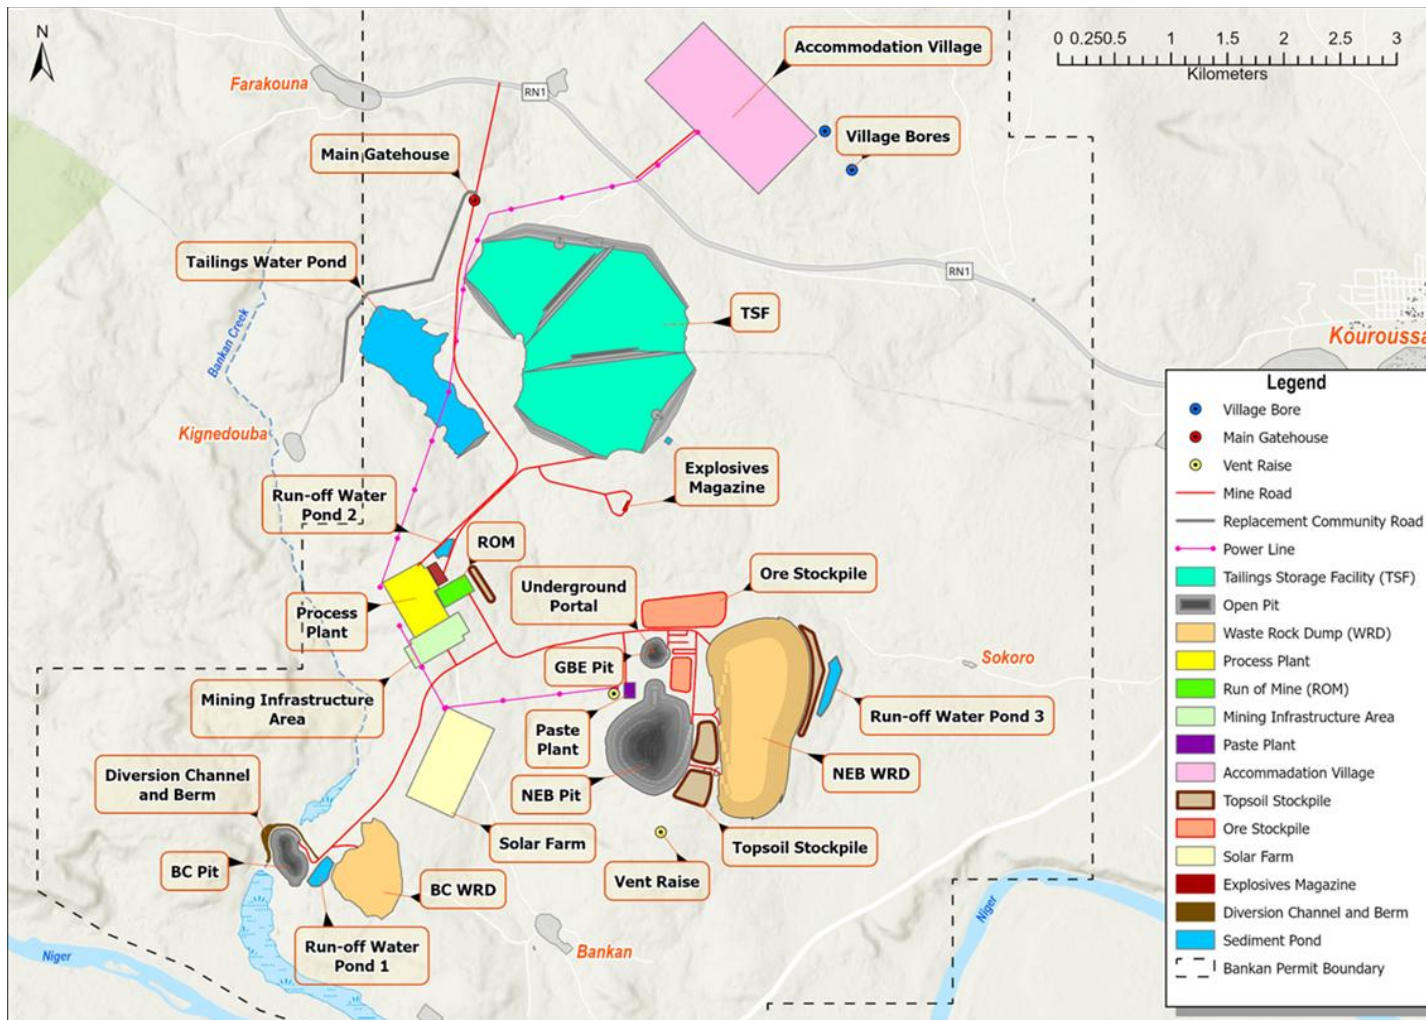 N
Farakouna
RN1
Accommodation Village
0 0.25 0.5 1 1.5 2 2.5 3
Kilometers
Main Gatehouse
Village Bores
Tailings Water Pond
RN1
Bankan Creek
TSF
Kouroussa
Kignedouba
Explosives
Magazine
Run-off Water
Pond 2
ROM
Underground
Portal
Ore Stockpile
Process
Plant
GBE Pit
Sokoro
Mining Infrastructure
Area
Paste
Plant
Run-off Water Pond 3
Diversion Channel
and Berm
NEB Pit
NEB WRD
Solar Farm
Topsoil Stockpile
BC Pit
BC WRD
Vent Raise
Run-off Water
Pond 1
Bankan
Niger
Niger
Legend
Village Bore
Main Gatehouse
Vent Raise
Mine Road
Replacement Community Road
Power Line
Tailings Storage Facility (TSF)
Open Pit
Waste Rock Dump (WRD)
Process Plant
Run of Mine (ROM)
Mining Infrastructure Area
Paste Plant
Accommadation Village
Topsoil Stockpile
Ore Stockpile
Solar Farm
Explosives Magazine
Diversion Channel and Berm
Sediment Pond
Bankan Permit Boundary